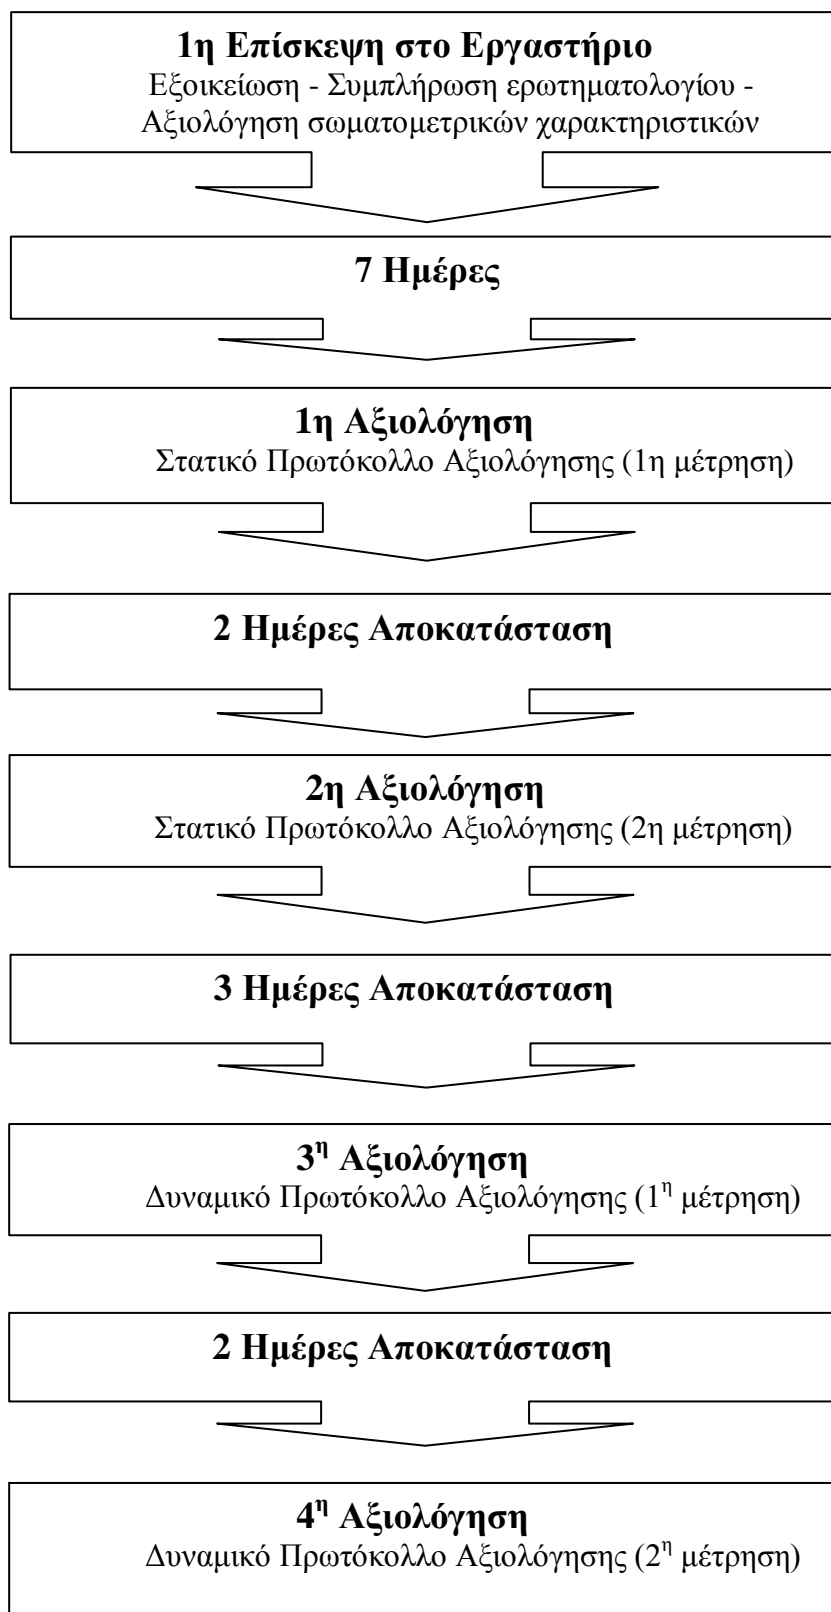 1η Επίσκεψη στο Εργαστήριο
Εξοικείωση - Συμπλήρωση ερωτηματολογίου -
Αξιολόγηση σωματομετρικών χαρακτηριστικών
7 Ημέρες
1η Αξιολόγηση
Στατικό Πρωτόκολλο Αξιολόγησης (1η μέτρηση)
2 Ημέρες Αποκατάσταση
2η Αξιολόγηση
Στατικό Πρωτόκολλο Αξιολόγησης (2η μέτρηση)
3 Ημέρες Αποκατάσταση
3η Αξιολόγηση
Δυναμικό Πρωτόκολλο Αξιολόγησης (1η μέτρηση)
2 Ημέρες Αποκατάσταση
4η Αξιολόγηση
Δυναμικό Πρωτόκολλο Αξιολόγησης (2η μέτρηση)